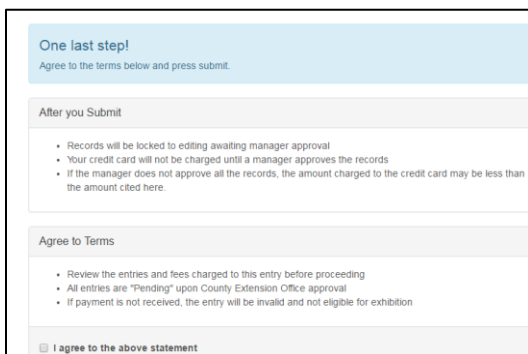 One last step!
Agree to the terms below and press submit.
After you Submit
Records will be locked to editing awaiting manager approval
Your credit card will not be charged until a manager approves the records
If the manager does not approve all the records, the amount charged to the credit card may be less than
the amount cited here.
Agree to Terms
Review the entries and fees charged to this entry before proceeding
All entries are "Pending" upon County Extension Office approval
If payment is not received, the entry will be invalid and not eligible for exhibition
I agree to the above statement